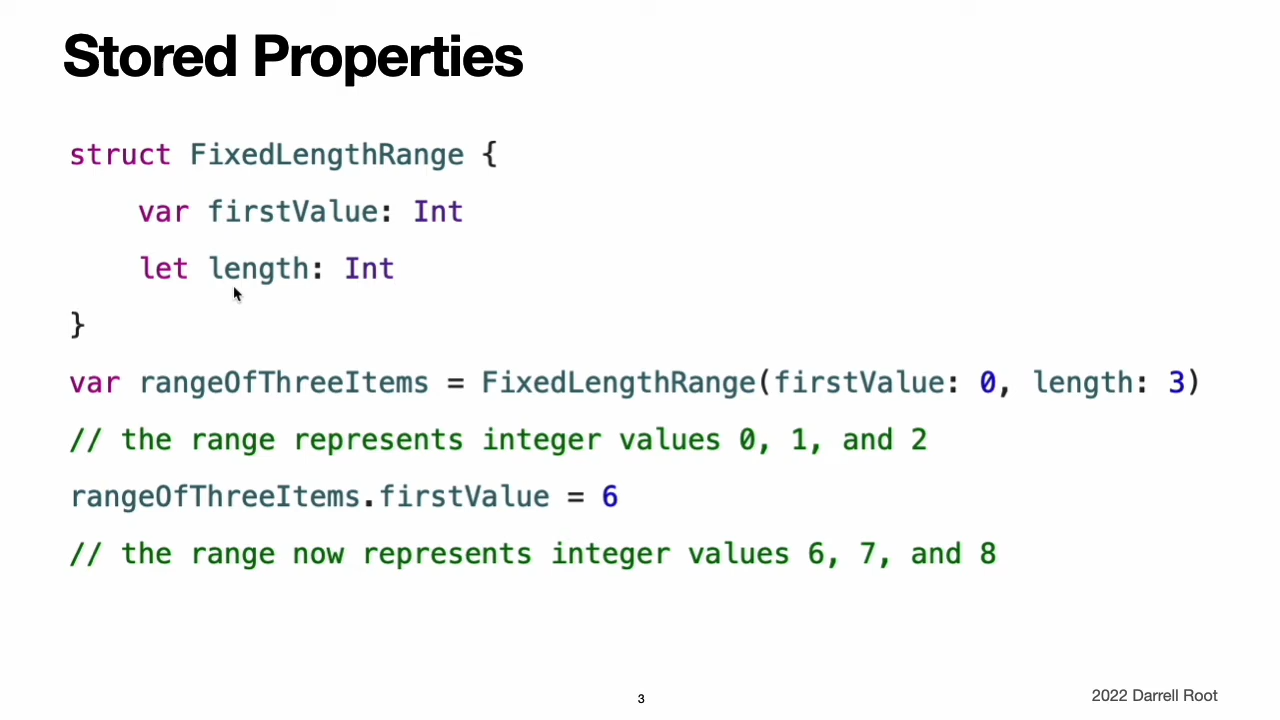 Stored Properties
struct FixedLengthRange {
    var firstValue: Int
    let length: Int
}
var rangeOfThreeItems = FixedLengthRange(firstValue: 0, length: 3)
// the range represents integer values 0, 1, and 2
rangeOfThreeItems.firstValue = 6
// the range now represents integer values 6, 7, and 8
3
2022 Darrell Root